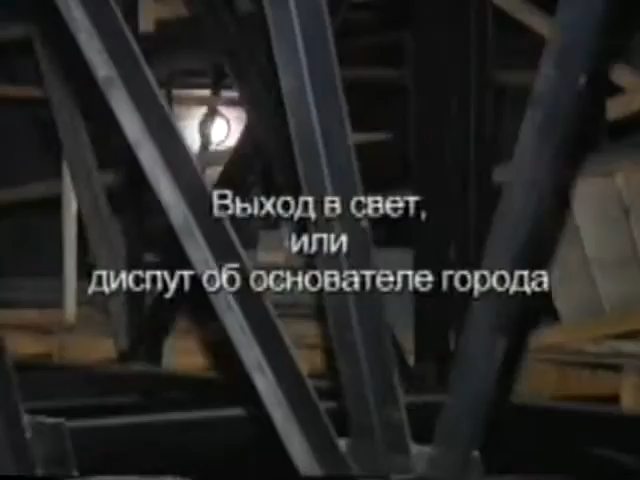 Выход в свет,
или
диспут об основателе города